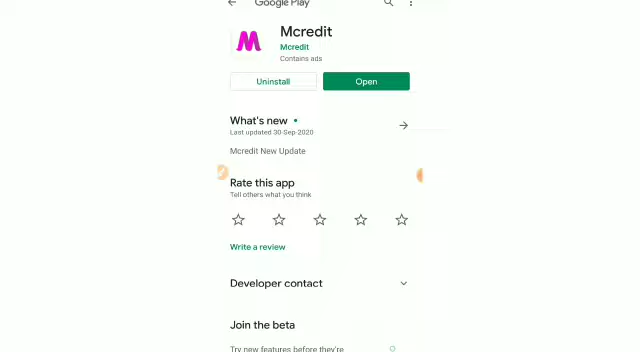 Google Play
Mcredit
Mcredit
Contains ads
Uninstall
Open
What's new
Last updated 30-Sep-2020
Mcredit New Update
Rate this app
Tell others what you think
Write a review
Developer contact
Join the beta
Try new features before they're